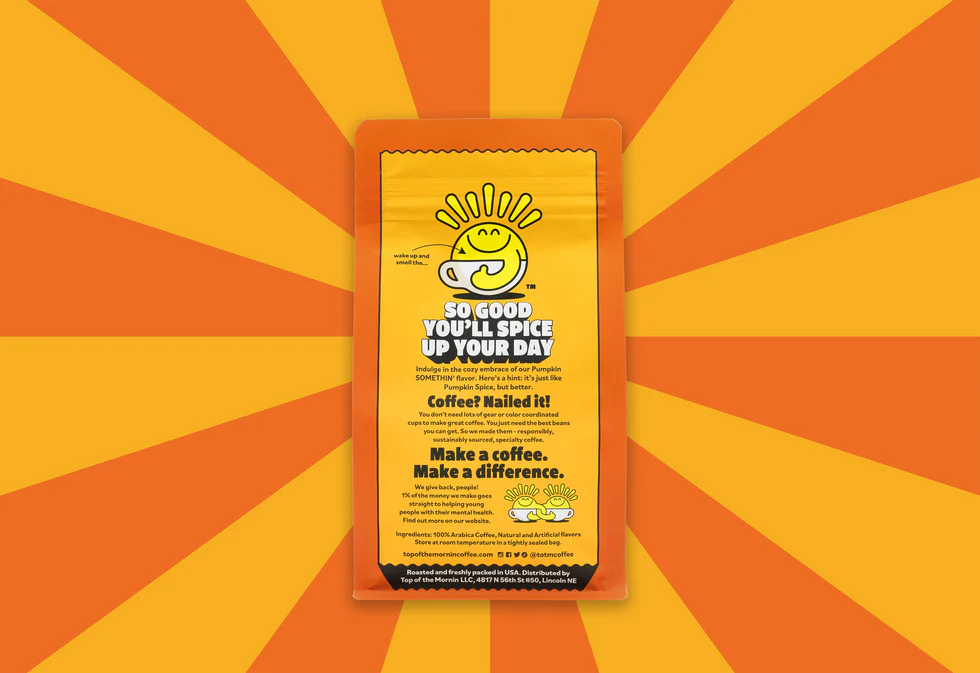 wake up and
smell the...
TM
SO GOOD
YOU'LL SPICE
UP YOUR DAY
Indulge in the cozy embrace of our Pumpkin
SOMETHIN' flavor. Here's a hint: it's just like
Pumpkin Spice, but better.
Coffee? Nailed it!
You don't need lots of gear or color coordinated
cups to make great coffee. You just need the best beans
you can get. So we made them - responsibly,
sustainably sourced, specialty coffee.
Make a coffee.
Make a difference.
We give back, people!
1% of the money we make goes
straight to helping young
people with their mental health.
Find out more on our website.
Ingredients: 100% Arabica Coffee, Natural and Artificial flavors
Store at room temperature in a tightly sealed bag.
topofthemornincoffee.com @totmcoffee
Roasted and freshly packed in USA. Distributed by
Top of the Mornin LLC, 4817 N 56th St #50, Lincoln NE